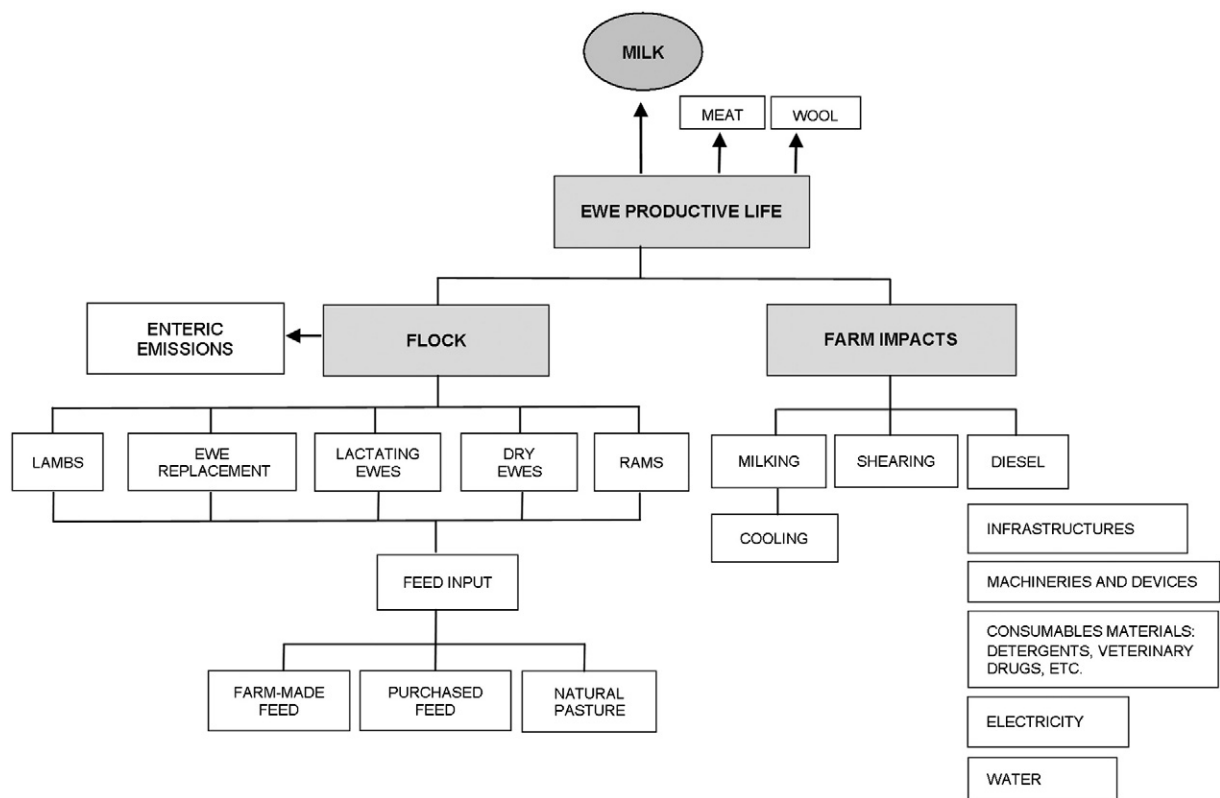 MILK
MEAT
WOOL
EWE PRODUCTIVE LIFE
ENTERIC
EMISSIONS
FLOCK
FARM IMPACTS
LAMBS
EWE
REPLACEMENT
LACTATING
EWES
DRY
EWES
RAMS
MILKING
SHEARING
DIESEL
COOLING
INFRASTRUCTURES
FEED INPUT
MACHINERIES AND DEVICES
CONSUMABLES MATERIALS:
DETERGENTS, VETERINARY
DRUGS, ETC.
FARM-MADE
FEED
PURCHASED
FEED
NATURAL
PASTURE
ELECTRICITY
WATER